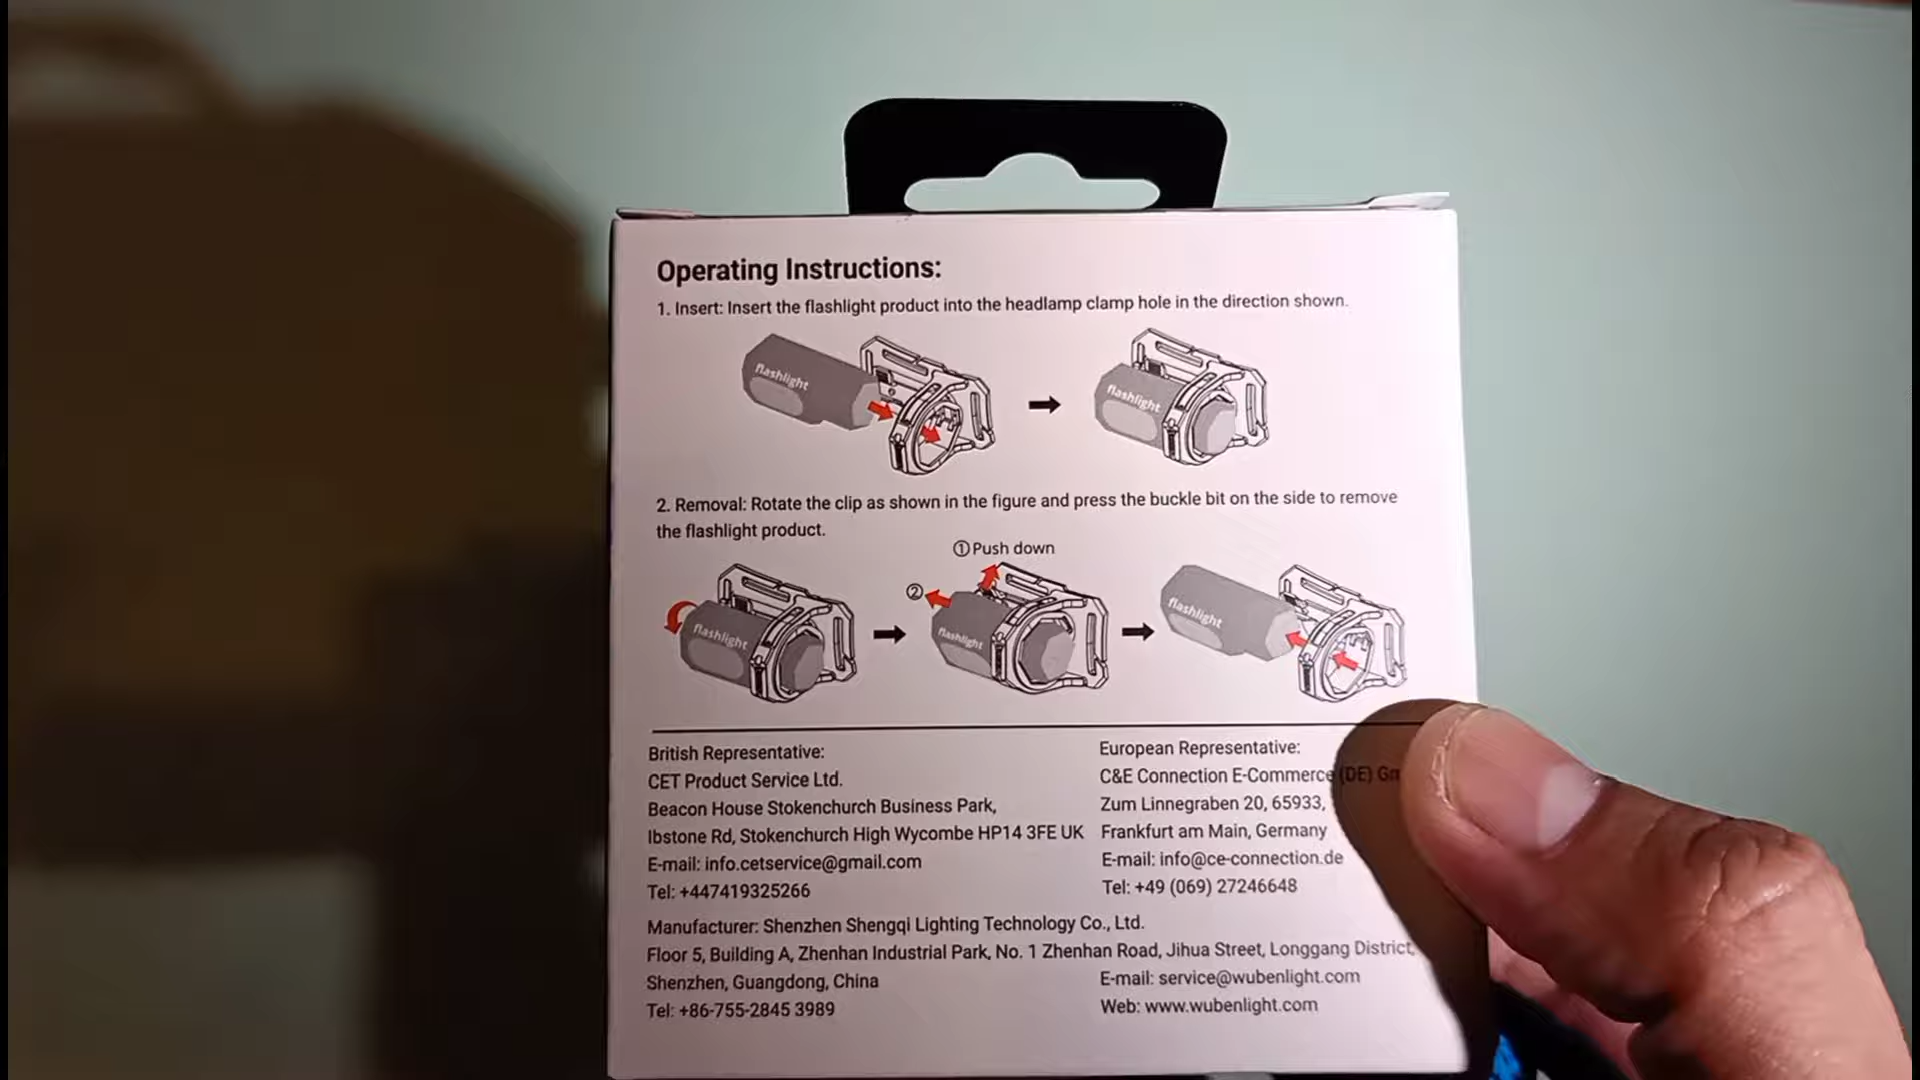 Operating Instructions:
1. Insert: Insert the flashlight product into the headlamp clamp hole in the direction shown.
flashlight
flashlight
2. Removal: Rotate the clip as shown in the figure and press the buckle bit on the side to remove
the flashlight product.
①Push down
②
flashlight
flashlight
flashlight
British Representative:
CET Product Service Ltd.
Beacon House Stokenchurch Business Park,
Ibstone Rd, Stokenchurch High Wycombe HP14 3FE UK
E-mail: info.cetservice@gmail.com
Tel: +447419325266
European Representative:
C&E Connection E-Commerce (DE)
Zum Linnegraben 20, 65933,
Frankfurt am Main, Germany
E-mail: info@ce-connection.de
Tel: +49 (069) 27246648
Manufacturer: Shenzhen Shengqi Lighting Technology Co., Ltd.
Floor 5, Building A, Zhenhan Industrial Park, No. 1 Zhenhan Road, Jihua Street, Longgang District,
Shenzhen, Guangdong, China
Tel: +86-755-2845 3989
E-mail: service@wubenlight.com
Web: www.wubenlight.com